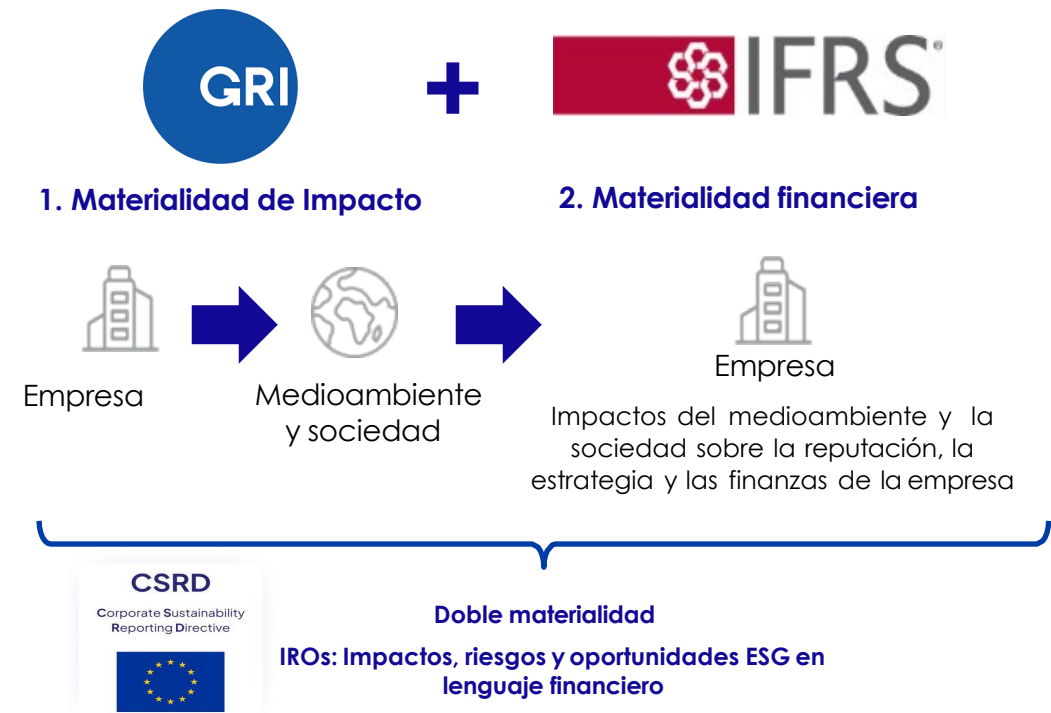 GRI
IFRS®
1. Materialidad de Impacto
2. Materialidad financiera
Empresa
Medioambiente
y sociedad
Empresa
Impactos del medioambiente y la
sociedad sobre la reputación, la
estrategia y las finanzas de la empresa
CSRD
Corporate Sustainability
Reporting Directive
Doble materialidad
IROs: Impactos, riesgos y oportunidades ESG en
lenguaje financiero